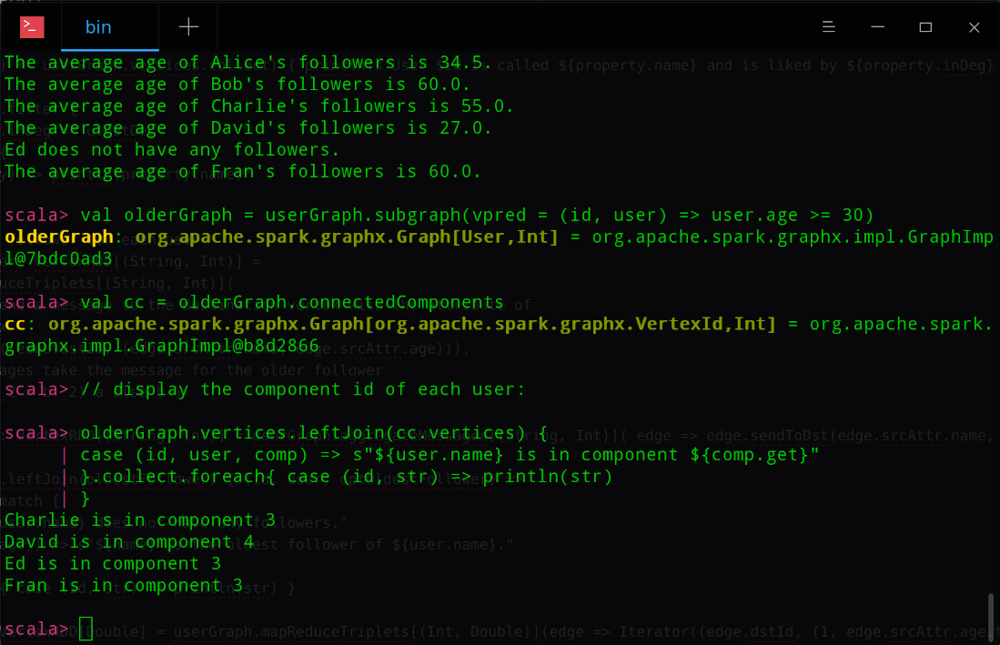 bin
The average age of Alice's followers is 34.5.
The average age of Bob's followers is 60.0.
The average age of Charlie's followers is 55.0.
The average age of David's followers is 27.0.
Ed does not have any followers.
The average age of Fran's followers is 60.0.
scala> val olderGraph = userGraph.subgraph(vpred = (id, user) => user.age >= 30)
olderGraph: org.apache.spark.graphx.Graph[User,Int] = org.apache.spark.graphx.impl.GraphImp
l@7bdc0ad3
scala> val cc = olderGraph.connectedComponents
cc: org.apache.spark.graphx.Graph[org.apache.spark.graphx.VertexId,Int] = org.apache.spark.
graphx.impl.GraphImpl@b8d2866
scala> // display the component id of each user:
scala> olderGraph.vertices.leftJoin(cc.vertices) {
| case (id, user, comp) => s"${user.name} is in component ${comp.get}"
| }.collect.foreach{ case (id, str) => println(str)
| }
Charlie is in component 3
David is in component 4
Ed is in component 3
Fran is in component 3
scala>